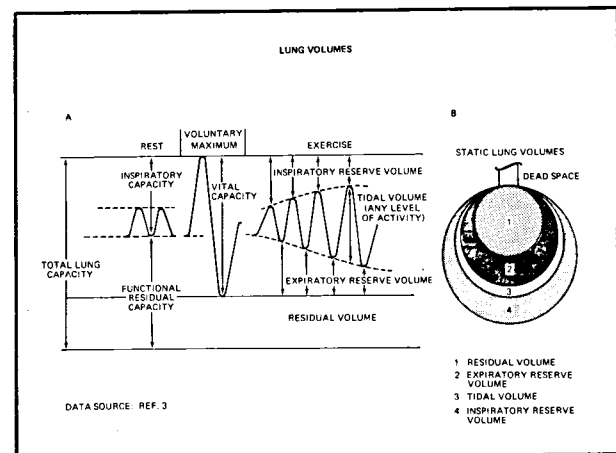 LUNG VOLUMES
A
B
REST
VOLUNTARY
MAXIMUM
EXERCISE
STATIC LUNG VOLUMES
DEAD SPACE
INSPIRATORY
CAPACITY
VITAL
CAPACITY
INSPIRATORY RESERVE VOLUME
TIDAL VOLUME
(ANY LEVEL
OF ACTIVITY)
TOTAL LUNG
CAPACITY
FUNCTIONAL
RESIDUAL
CAPACITY
EXPIRATORY RESERVE
VOLUME
RESIDUAL VOLUME
1
2
3
4
1 RESIDUAL VOLUME
2 EXPIRATORY RESERVE
VOLUME
3 TIDAL VOLUME
4 INSPIRATORY RESERVE
VOLUME
DATA SOURCE: REF. 3